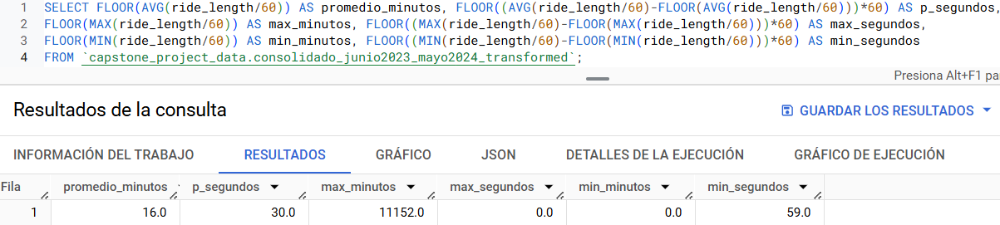 1 SELECT FLOOR(AVG(ride_length/60)) AS promedio_minutos, FLOOR((AVG(ride_length/60)-FLOOR(AVG(ride_length/60)))*60) AS p_segundos,
2 FLOOR(MAX(ride_length/60)) AS max_minutos, FLOOR((MAX(ride_length/60)-FLOOR(MAX(ride_length/60)))*60) AS max_segundos,
3 FLOOR(MIN(ride_length/60)) AS min_minutos, FLOOR((MIN(ride_length/60)-FLOOR(MIN(ride_length/60)))*60) AS min_segundos
4 FROM `capstone_project_data.consolidado_junio2023_mayo2024_transformed`;
Presiona Alt+F1 pa
Resultados de la consulta GUARDAR LOS RESULTADOS
INFORMACIÓN DEL TRABAJO RESULTADOS GRÁFICO JSON DETALLES DE LA EJECUCIÓN GRÁFICO DE EJECUCIÓN
Fila promedio_minutos p_segundos max_minutos max_segundos min_minutos min_segundos
1 16.0 30.0 11152.0 0.0 0.0 59.0